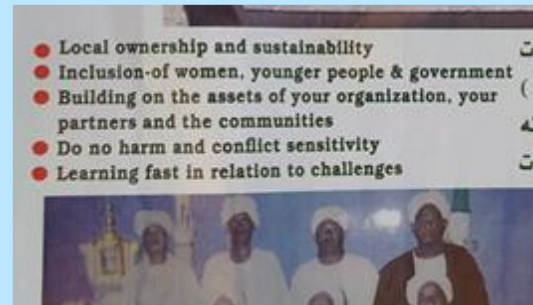 Local ownership and sustainability
Inclusion-of women, younger people & government
Building on the assets of your organization, your
partners and the communities
Do no harm and conflict sensitivity
Learning fast in relation to challenges